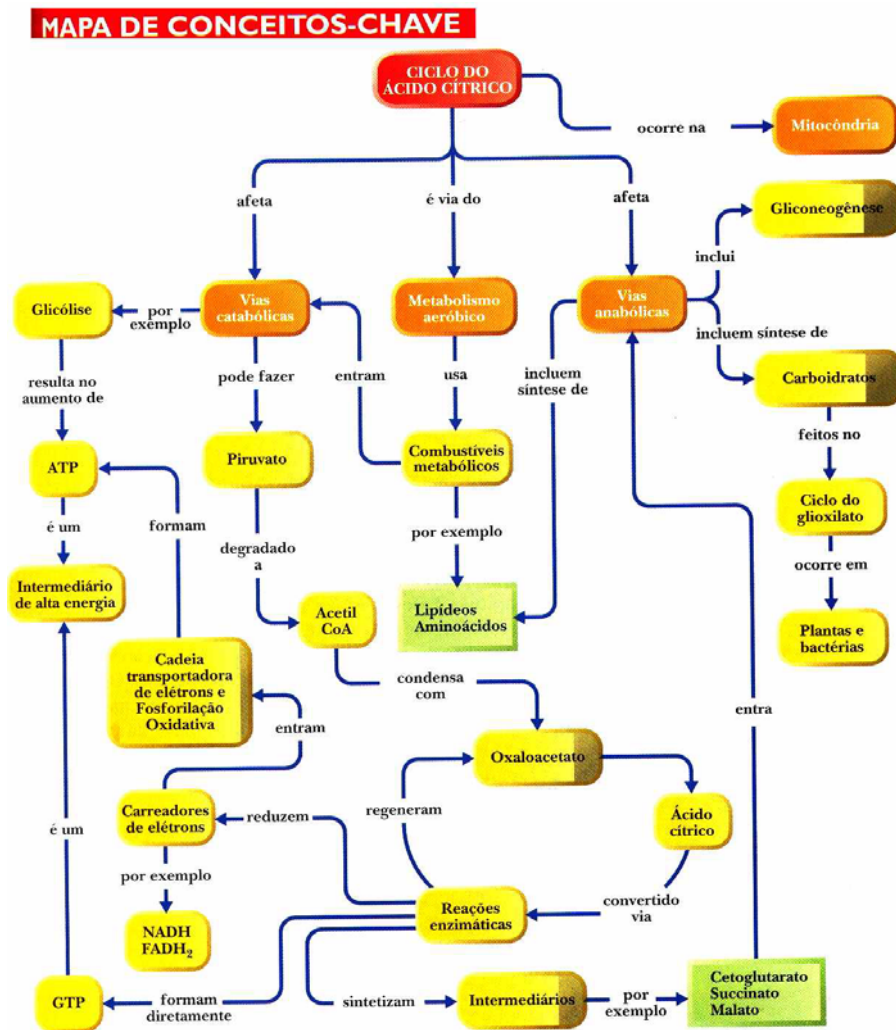 MAPA DE CONCEITOS-CHAVE
CICLO DO
ÁCIDO CÍTRICO
ocorre na
Mitocôndria
afeta
é via do
afeta
Gliconeogênese
inclui
Glicólise
por
exemplo
Vias
catabólicas
Metabolismo
aeróbico
Vias
anabólicas
incluem síntese de
Carboidratos
resulta no
aumento de
pode fazer
entram
usa
incluem
síntese de
feitos no
ATP
Piruvato
Combustíveis
metabólicos
Ciclo do
glioxilato
é um
formam
degradado
a
por exemplo
ocorre em
Intermediário
de alta energia
Acetil
CoA
Lipídeos
Aminoácidos
Plantas e
bactérias
Cadeia
transportadora
de elétrons e
Fosforilação
Oxidativa
condensa
com
entra
entram
Oxaloacetato
regeneram
Carreadores
de elétrons
reduzem
Ácido
cítrico
é um
por exemplo
convertido
via
NADH
FADH₂
Reações
enzimáticas
GTP
formam
diretamente
sintetizam
Intermediários
por
exemplo
Cetoglutarato
Succinato
Malato